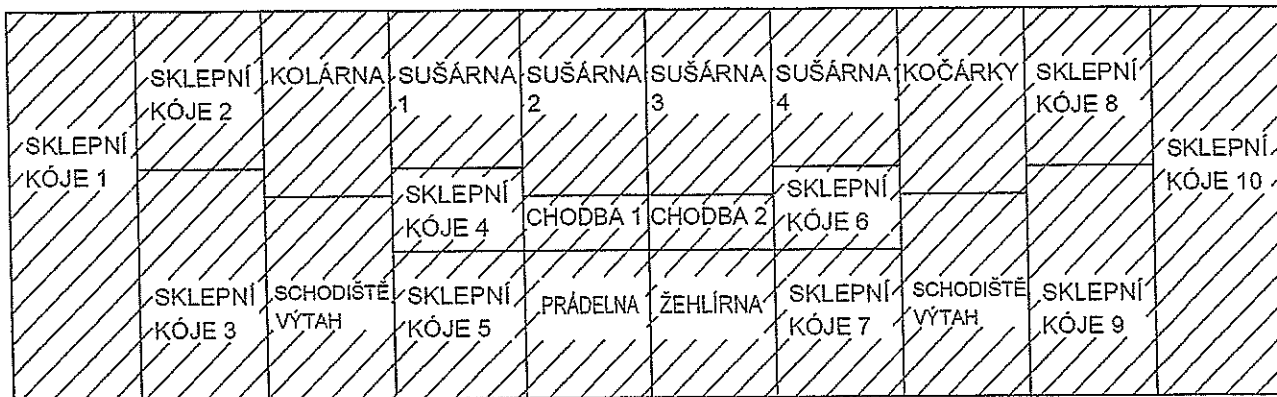 SKLEPNÍ
KÓJE 1
SKLEPNÍ
KÓJE 2
SKLEPNÍ
KÓJE 3
KOLÁRNA
SCHODIŠTĚ
VÝTAH
SUŠÁRNA
1
SKLEPNÍ
KÓJE 4
SKLEPNÍ
KÓJE 5
SUŠÁRNA
2
CHODBA 1
PRÁDELNA
SUŠÁRNA
3
CHODBA 2
ŽEHLÍRNA
SUŠÁRNA
4
SKLEPNÍ
KÓJE 6
SKLEPNÍ
KÓJE 7
KOČÁRKY
SCHODIŠTĚ
VÝTAH
SKLEPNÍ
KÓJE 8
SKLEPNÍ
KÓJE 9
SKLEPNÍ
KÓJE 10